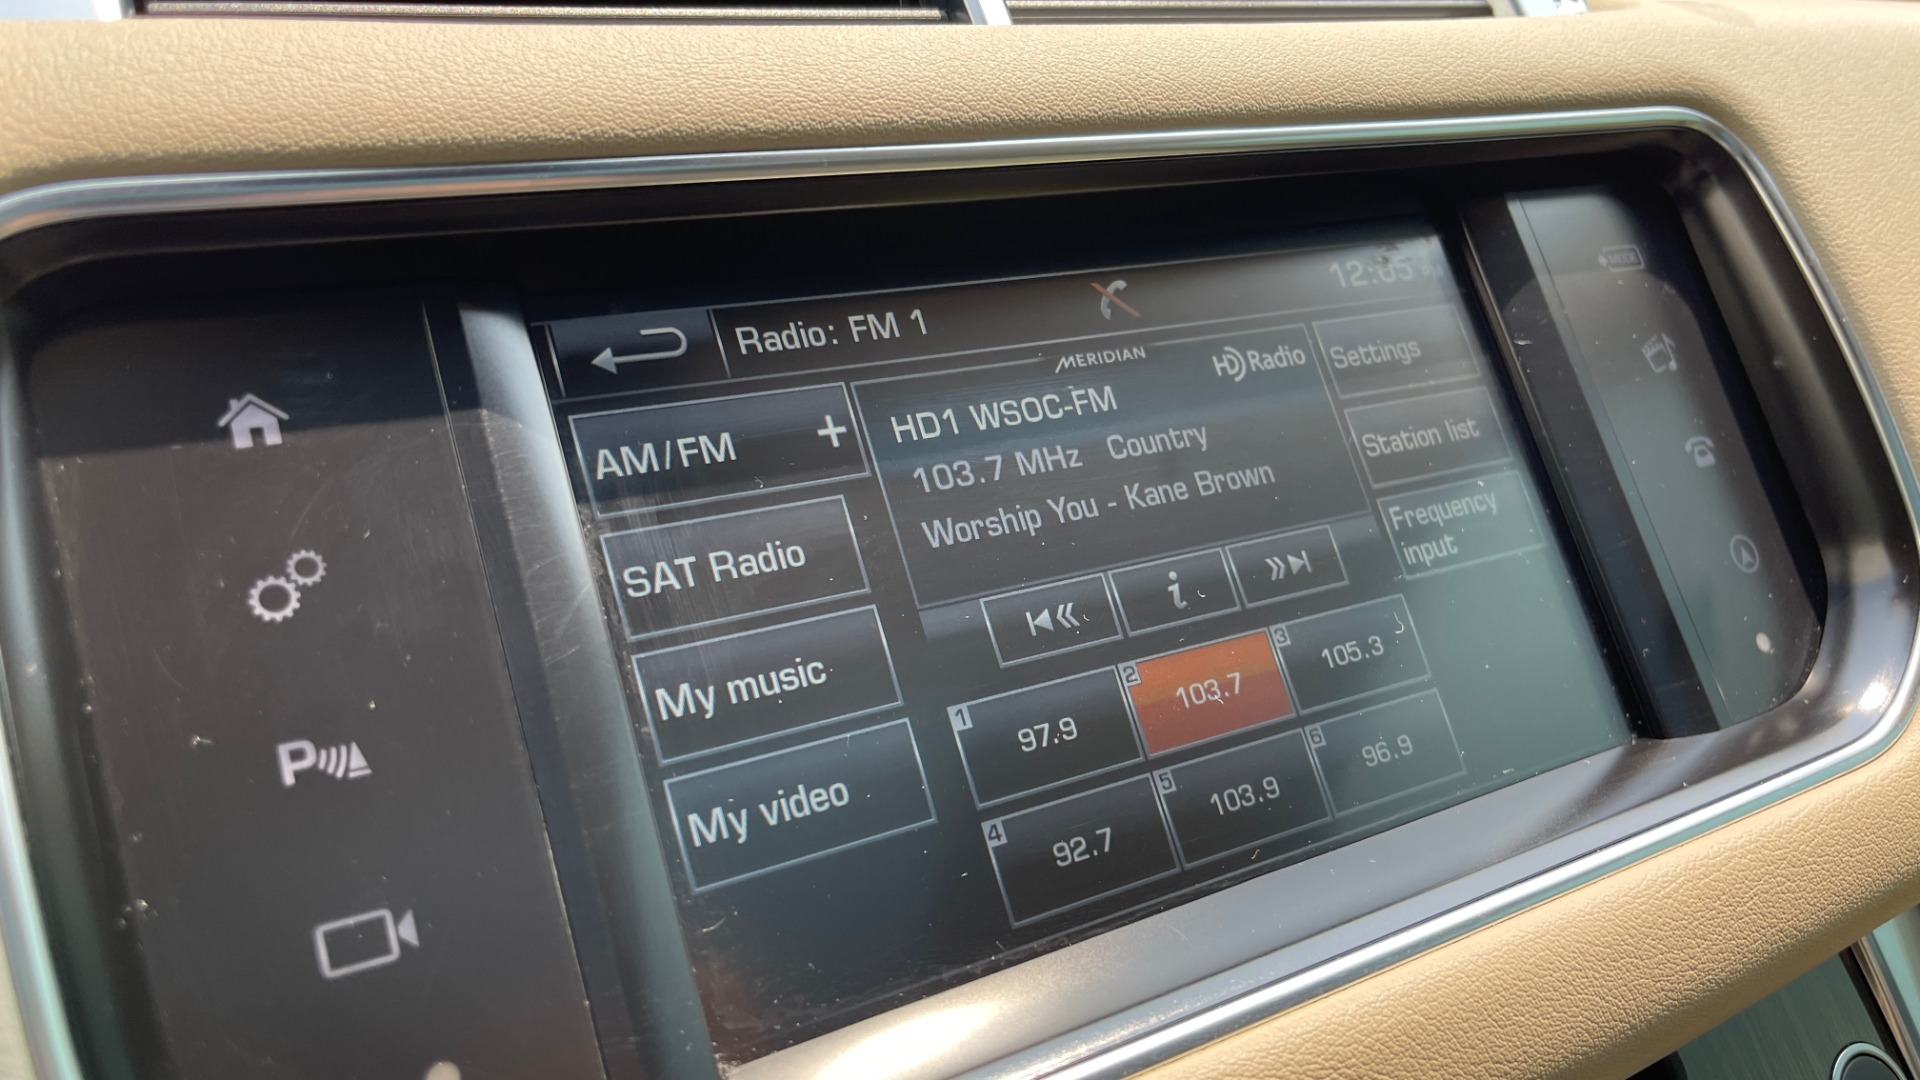 Radio: FM 1
12:05
MERIDIAN
HD Radio
AM/FM +
SAT Radio
My music
My video
HD1 WSOC-FM
103.7 MHz Country
Worship You - Kane Brown
i
Settings
Station list
Frequency
input
1 97.9
2 103.7
3 105.3
4 92.7
5 103.9
6 96.9
P